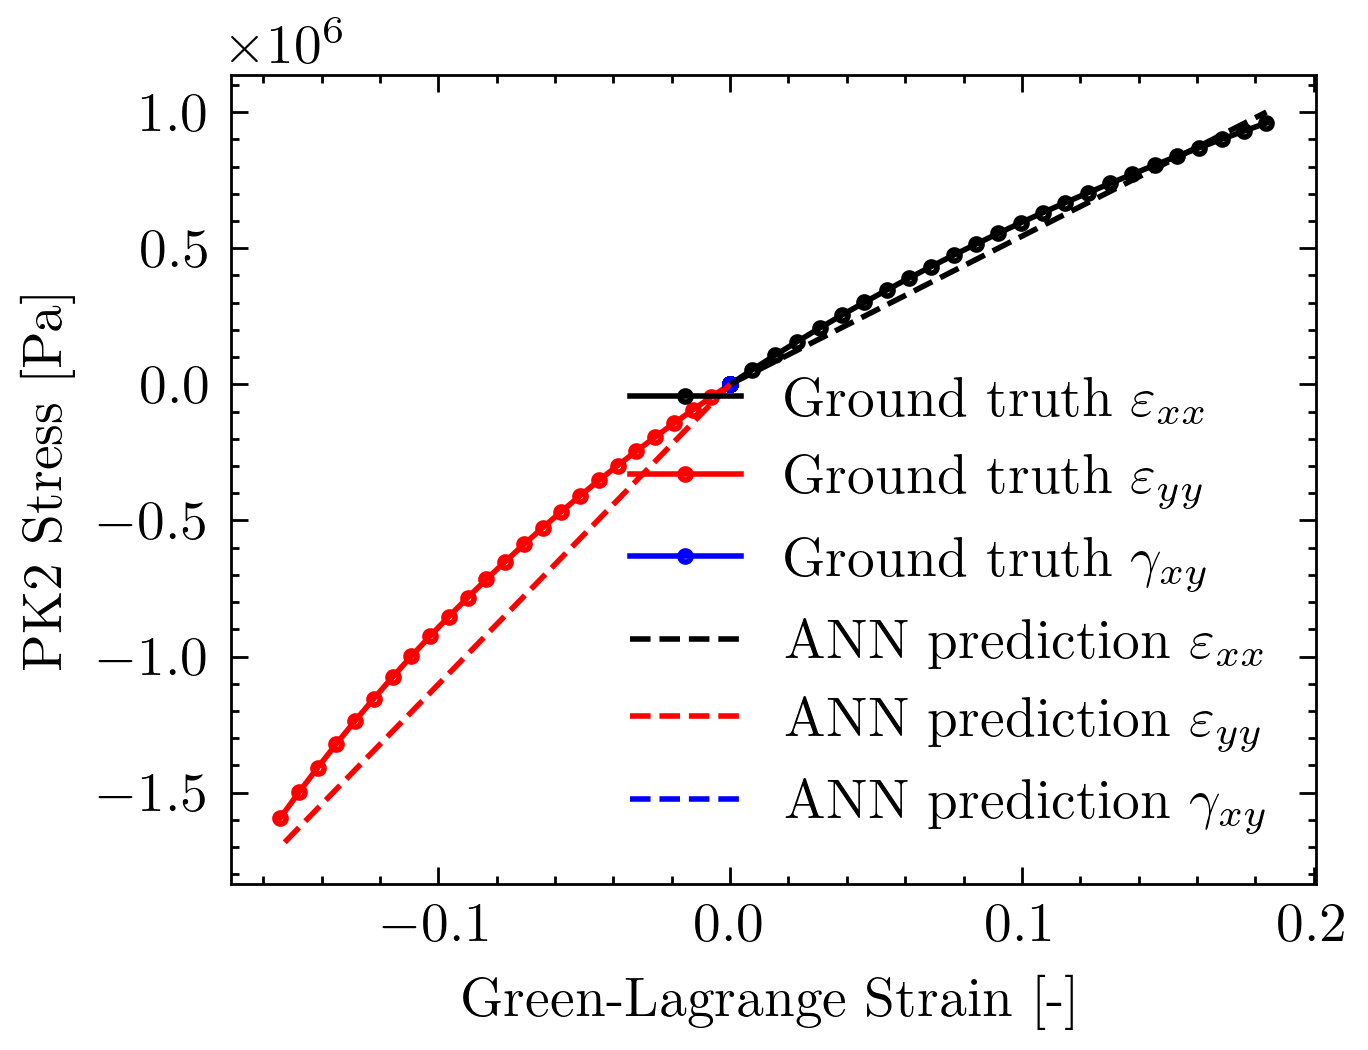 ×10⁶
1.0
0.5
0.0
−0.5
−1.0
−1.5
PK2 Stress [Pa]
Ground truth εxx
Ground truth εyy
Ground truth γxy
ANN prediction εxx
ANN prediction εyy
ANN prediction γxy
−0.1 0.0 0.1 0.2
Green-Lagrange Strain [-]